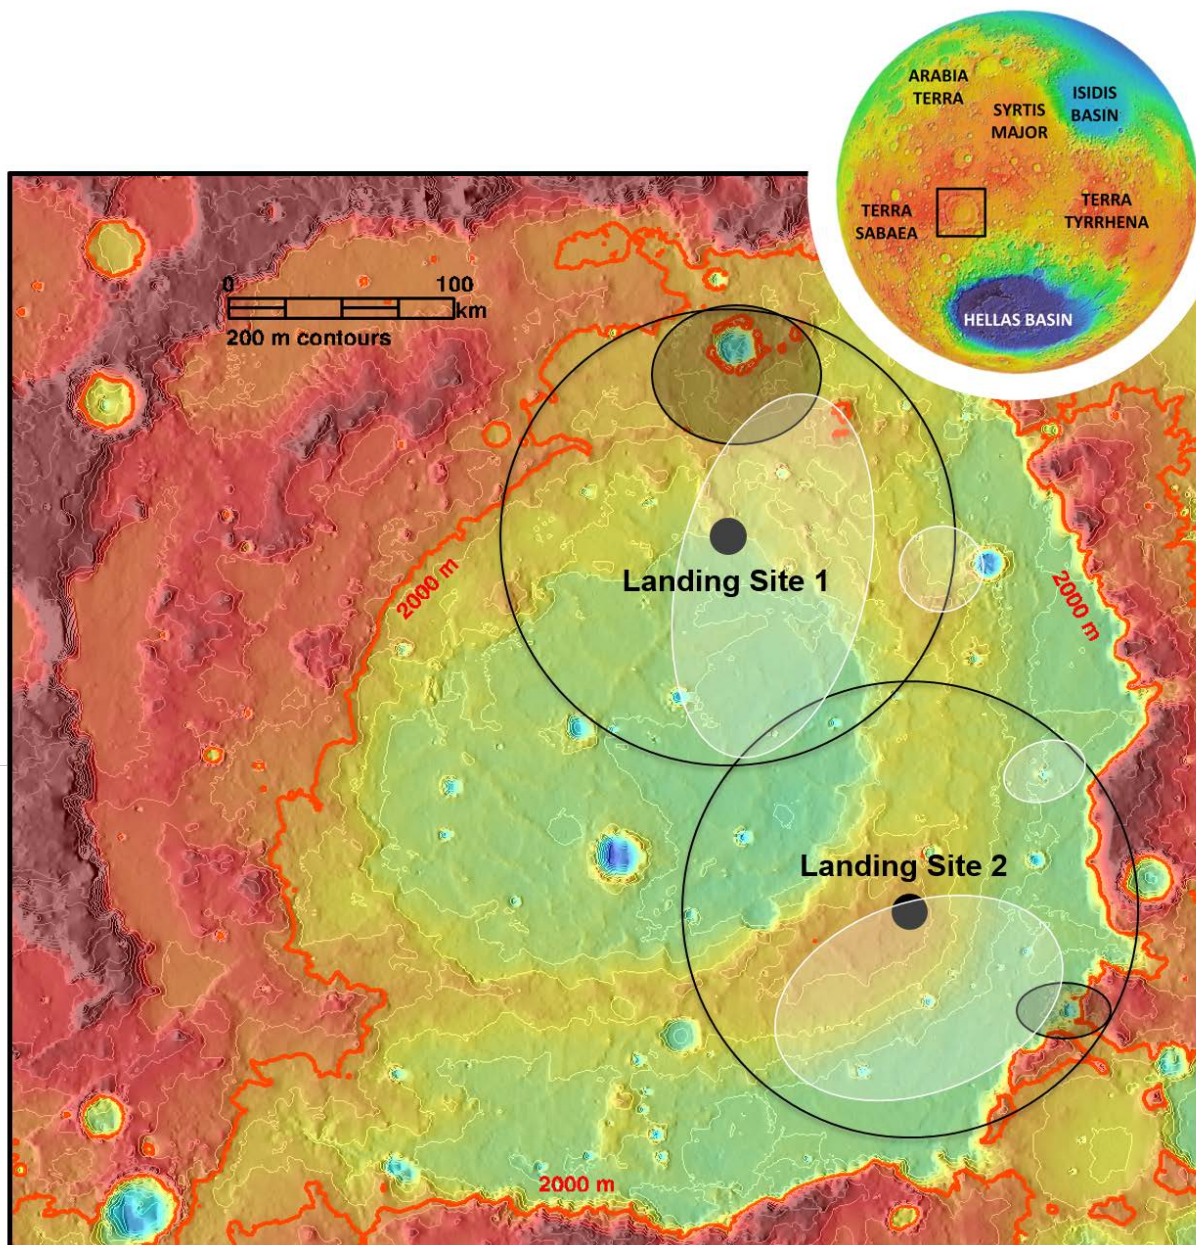 ARABIA
TERRA
ISIDIS
BASIN
SYRTIS
MAJOR
TERRA
SABAEA
TERRA
TYRRHENA
HELLAS BASIN
0 100
km
200 m contours
2000 m
Landing Site 1
2000 m
Landing Site 2
2000 m